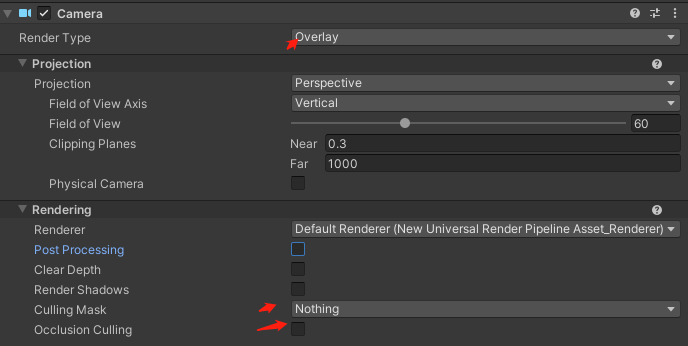 Camera
Render Type Overlay
Projection
Projection Perspective
Field of View Axis Vertical
Field of View 60
Clipping Planes Near 0.3
Far 1000
Physical Camera
Rendering
Renderer Default Renderer (New Universal Render Pipeline Asset_Renderer)
Post Processing
Clear Depth
Render Shadows
Culling Mask Nothing
Occlusion Culling